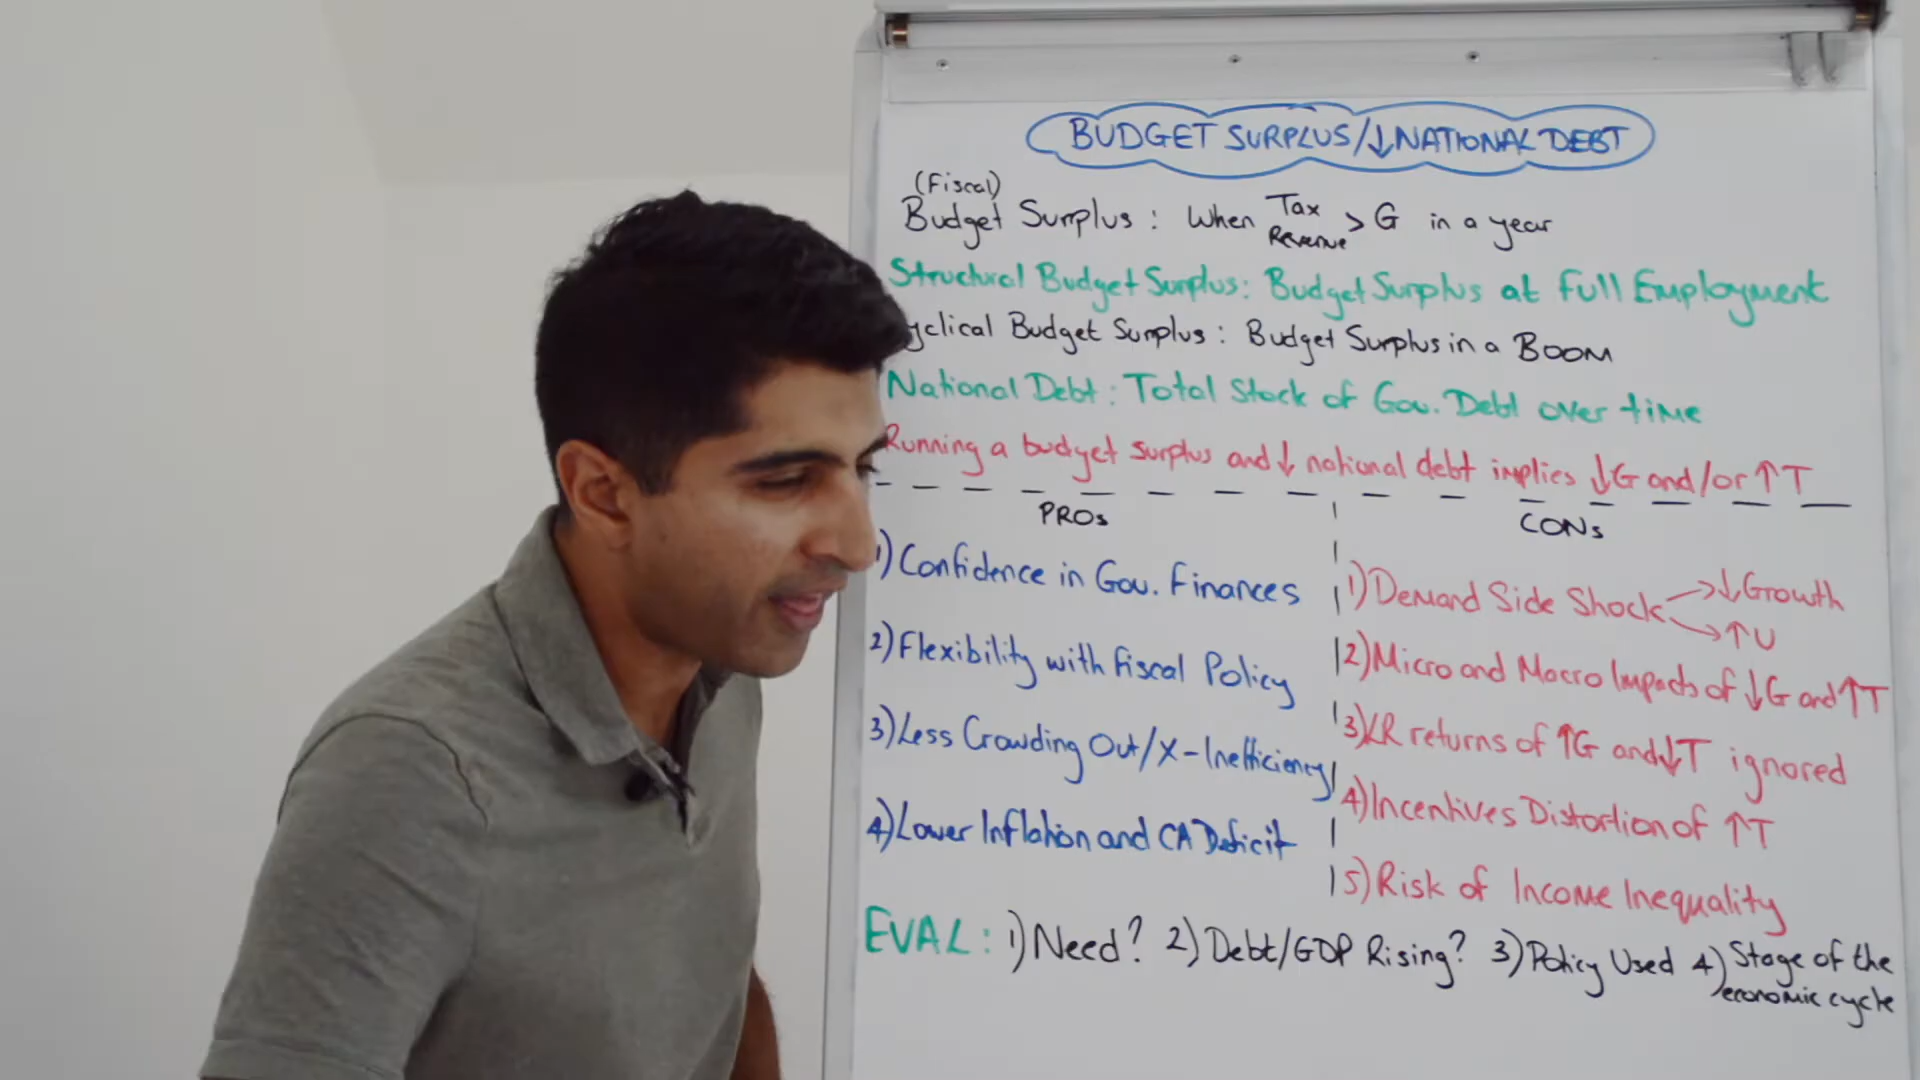 BUDGET SURPLUS/↓NATIONAL DEBT
(Fiscal)
Budget Surplus : When Tax Revenue > G in a year
Structural Budget Surplus: Budget Surplus at Full Employment
yclical Budget Surplus : Budget Surplus in a BOOM
National Debt : Total Stock of Gov. Debt over time
Running a budget surplus and ↓ national debt implies ↓G and/or ↑T
PROs
1) Confidence in Gov. Finances
2) Flexibility with Fiscal Policy
3) Less Crowding Out/X-Inefficiency
4) Lower Inflation and CA Deficit
CONs
1) Demand Side Shock → ↓Growth
→ ↑U
2) Micro and Macro Impacts of ↓G and ↑T
3) LR returns of ↑G and ↓T ignored
4) Incentives Distortion of ↑T
5) Risk of Income Inequality
EVAL: 1) Need? 2) Debt/GDP Rising? 3) Policy Used 4) Stage of the
economic cycle